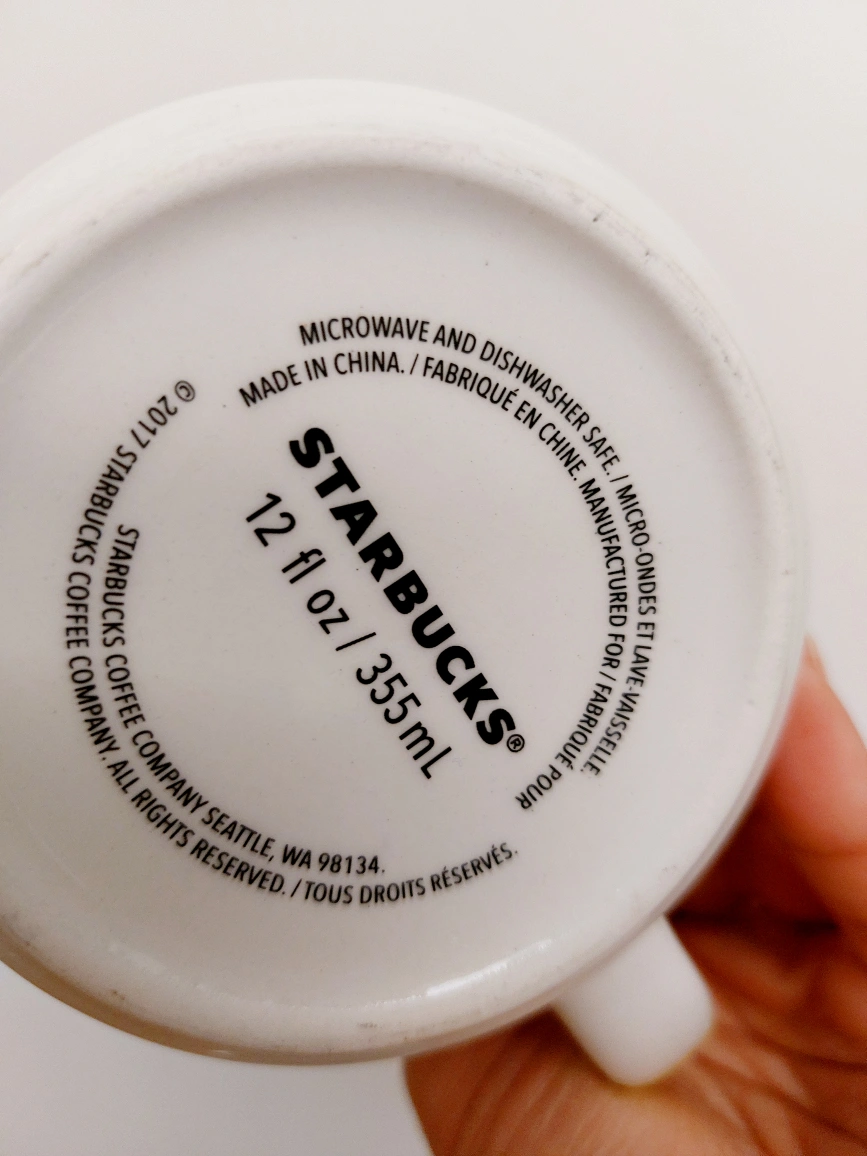 MICROWAVE AND DISHWASHER SAFE. / MICRO-ONDES ET LAVE-VAISSELLE.
MADE IN CHINA. / FABRIQUÉ EN CHINE. MANUFACTURED FOR / FABRIQUÉ POUR
STARBUCKS®
12 fl oz / 355 mL
STARBUCKS COFFEE COMPANY SEATTLE, WA 98134.
© 2017 STARBUCKS COFFEE COMPANY. ALL RIGHTS RESERVED. / TOUS DROITS RÉSERVÉS.